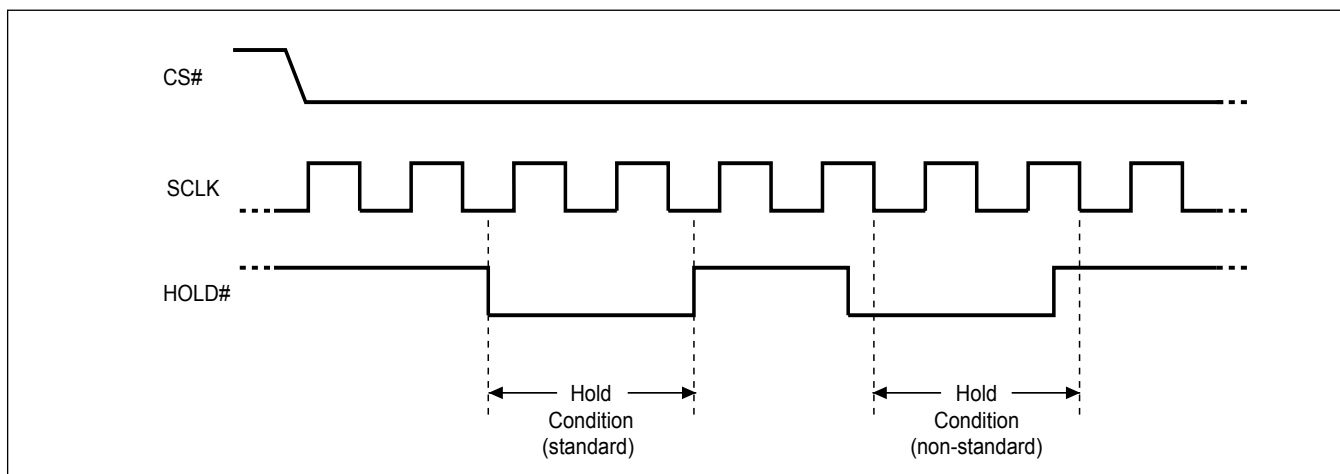 CS#
SCLK
HOLD#
Hold
Condition
(standard)
Hold
Condition
(non-standard)